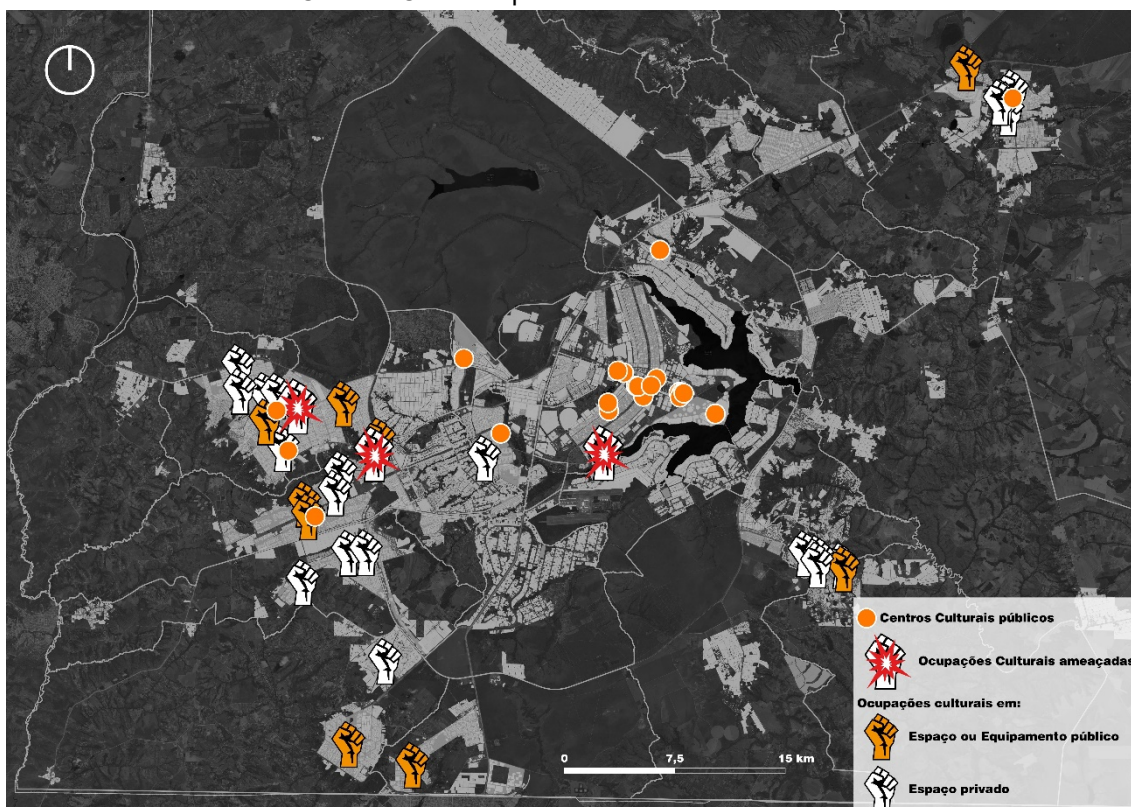 0 7,5 15 km
Centros Culturais públicos
Ocupações Culturais ameaçadas
Ocupações culturais em:
Espaço ou Equipamento público
Espaço privado